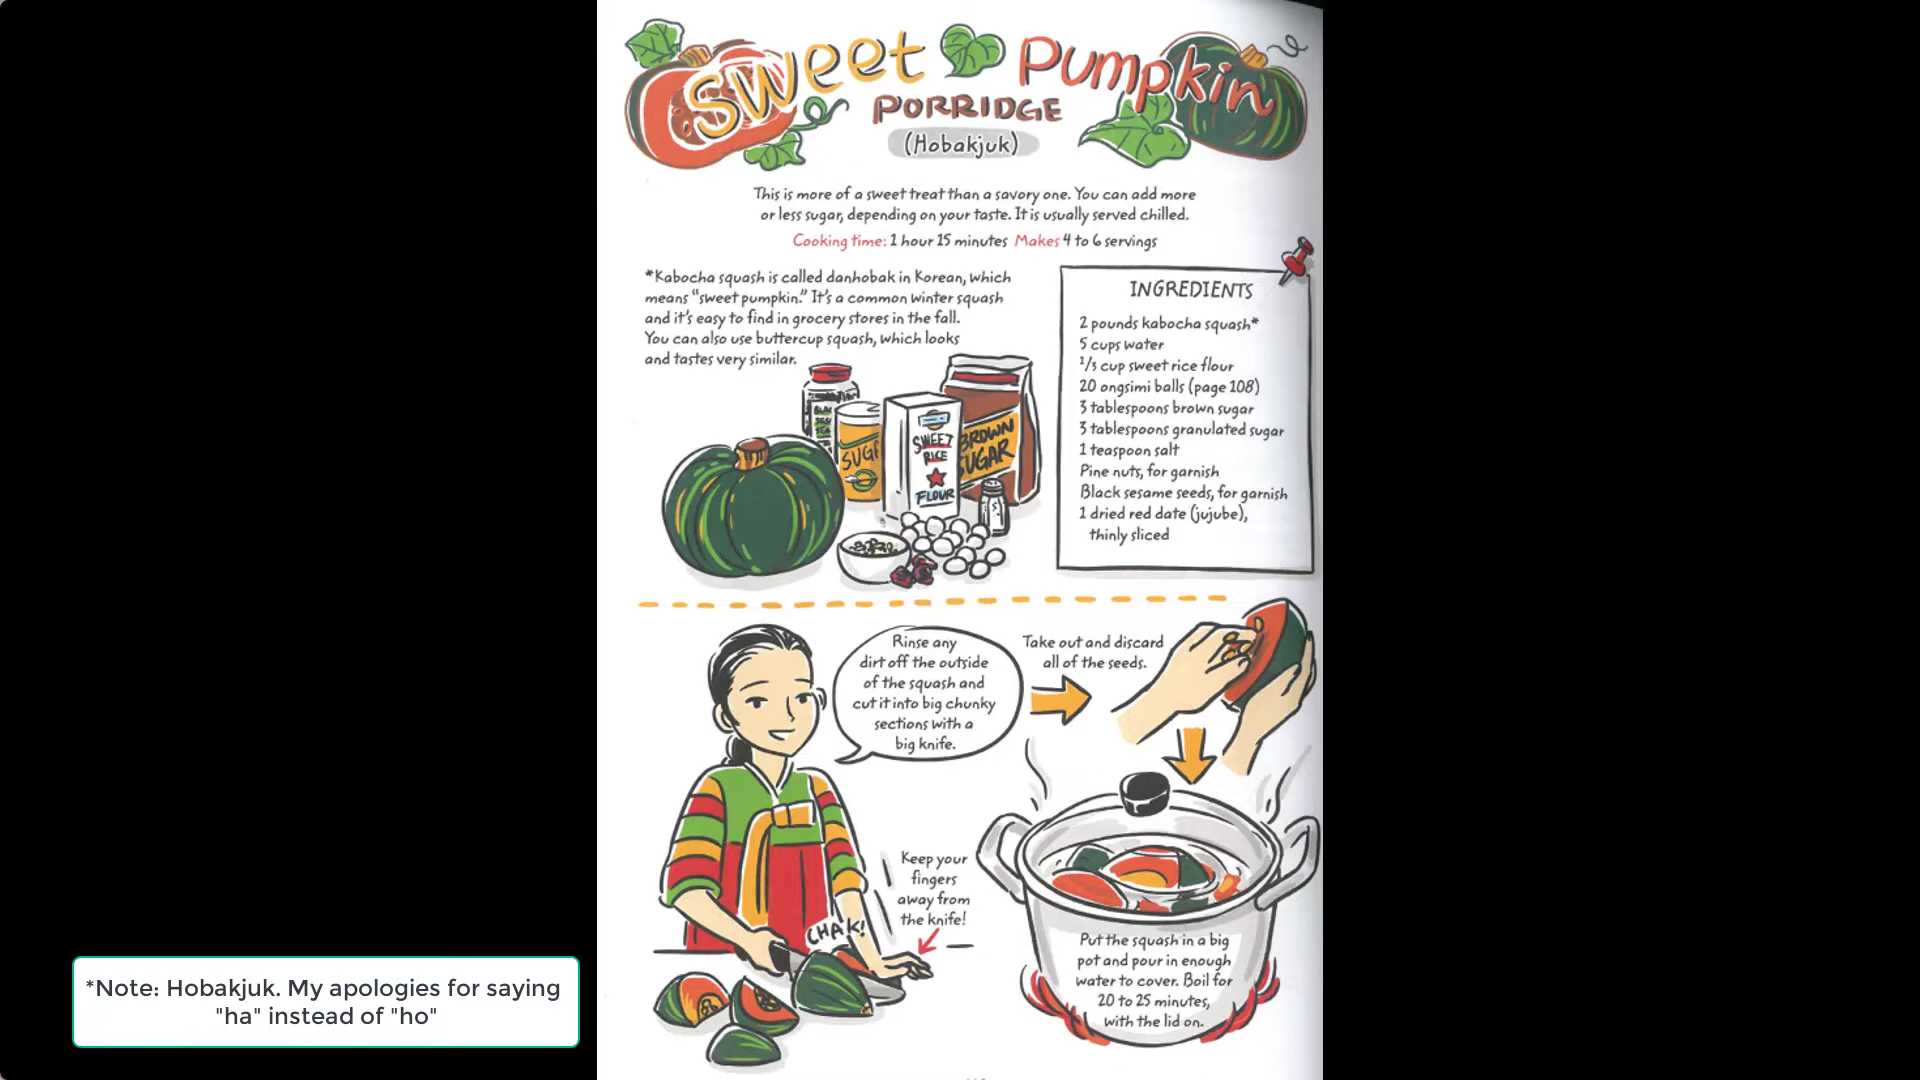 Sweet Pumpkin
PORRIDGE
(Hobakjuk)
This is more of a sweet treat than a savory one. You can add more
or less sugar, depending on your taste. It is usually served chilled.
Cooking time: 1 hour 15 minutes Makes 4 to 6 servings
*Kabocha squash is called danhobak in Korean, which
means "sweet pumpkin." It's a common winter squash
and it's easy to find in grocery stores in the fall.
You can also use buttercup squash, which looks
and tastes very similar.
INGREDIENTS
2 pounds kabocha squash*
5 cups water
1/3 cup sweet rice flour
20 ongsimi balls (page 108)
3 tablespoons brown sugar
3 tablespoons granulated sugar
1 teaspoon salt
Pine nuts, for garnish
Black sesame seeds, for garnish
1 dried red date (jujube),
thinly sliced
SUGA
SWEET
RICE
FLOUR
BROWN
SUGAR
Rinse any
dirt off the outside
of the squash and
cut it into big chunky
sections with a
big knife.
Take out and discard
all of the seeds.
Keep your
fingers
away from
the knife!
CHAK!
Put the squash in a big
pot and pour in enough
water to cover. Boil for
20 to 25 minutes,
with the lid on.
*Note: Hobakjuk. My apologies for saying
"ha" instead of "ho"